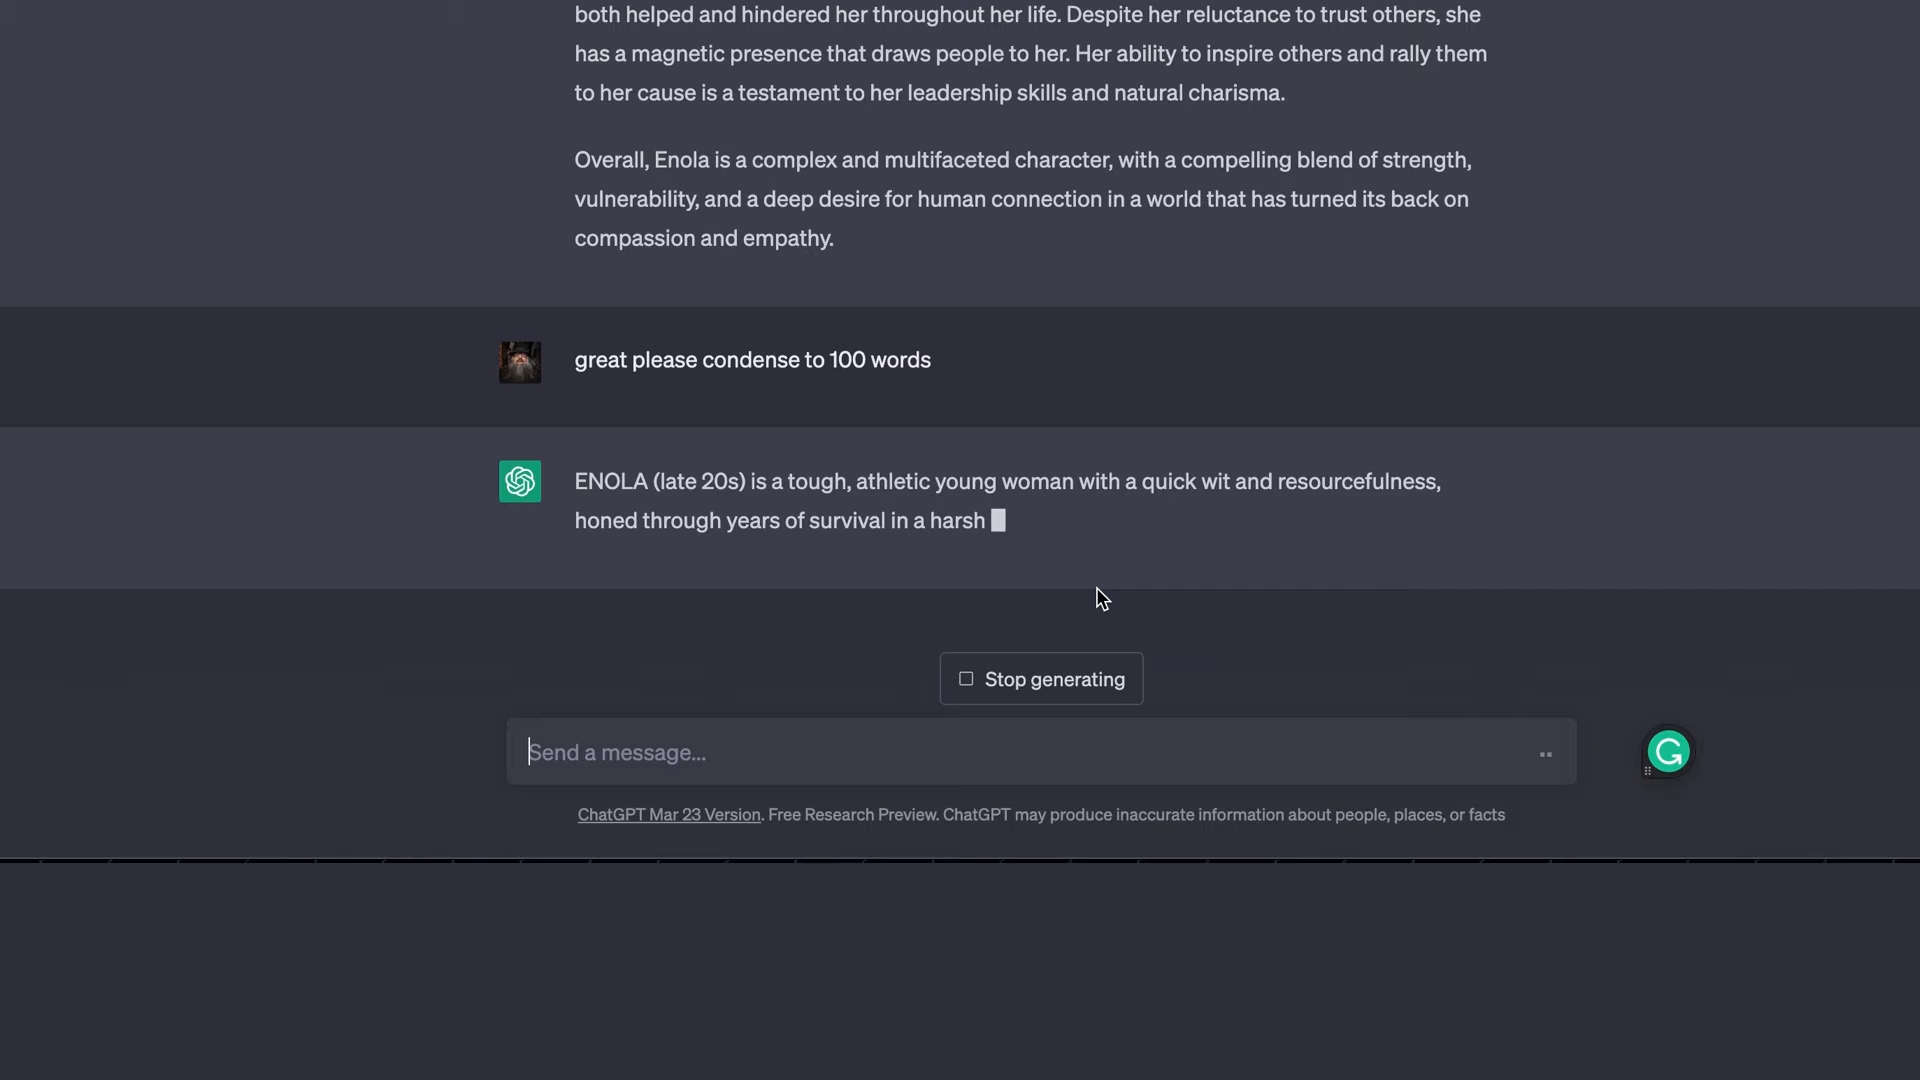 both helped and hindered her throughout her life. Despite her reluctance to trust others, she
has a magnetic presence that draws people to her. Her ability to inspire others and rally them
to her cause is a testament to her leadership skills and natural charisma.
Overall, Enola is a complex and multifaceted character, with a compelling blend of strength,
vulnerability, and a deep desire for human connection in a world that has turned its back on
compassion and empathy.
great please condense to 100 words
ENOLA (late 20s) is a tough, athletic young woman with a quick wit and resourcefulness,
honed through years of survival in a harsh
Stop generating
Send a message...
ChatGPT Mar 23 Version. Free Research Preview. ChatGPT may produce inaccurate information about people, places, or facts